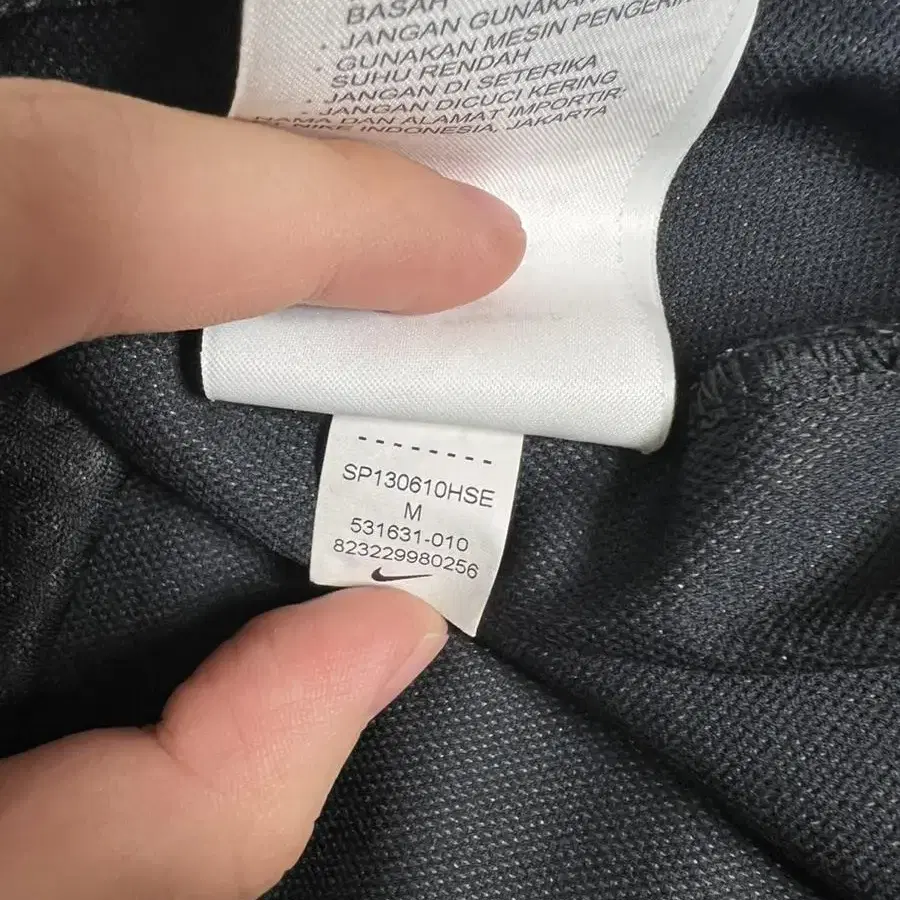 BASAH
· JANGAN GUNAKAN
· GUNAKAN MESIN PENGERIN
SUHU RENDAH
· JANGAN DI SETERIKA
· JANGAN DICUCI KERING
NAMA DAN ALAMAT IMPORTIR:
NIKE INDONESIA, JAKARTA
SP130610HSE
M
531631-010
823229980256